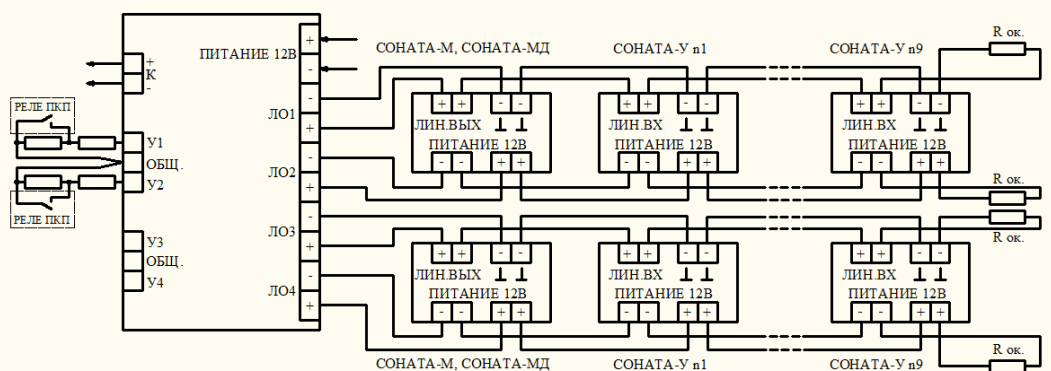 СОНАТА-М, СОНАТА-МД СОНАТА-У n1 СОНАТА-У n9 R ок.
+
ПИТАНИЕ 12В
-
+
К
-
РЕЛЕ ПКП
У1
ОБЩ.
У2
РЕЛЕ ПКП
У3
ОБЩ.
У4
-
ЛО1
+
-
ЛО2
+
-
ЛО3
+
-
ЛО4
+
+ + - - + + - - + + - -
ЛИН.ВЫХ ЛИН.ВХ ЛИН.ВХ
ПИТАНИЕ 12В ПИТАНИЕ 12В ПИТАНИЕ 12В
- - + + - - + + - - + +
R ок.
R ок.
+ + - - + + - - + + - -
ЛИН.ВЫХ ЛИН.ВХ ЛИН.ВХ
ПИТАНИЕ 12В ПИТАНИЕ 12В ПИТАНИЕ 12В
- - + + - - + + - - + +
R ок.
СОНАТА-М, СОНАТА-МД СОНАТА-У n1 СОНАТА-У n9